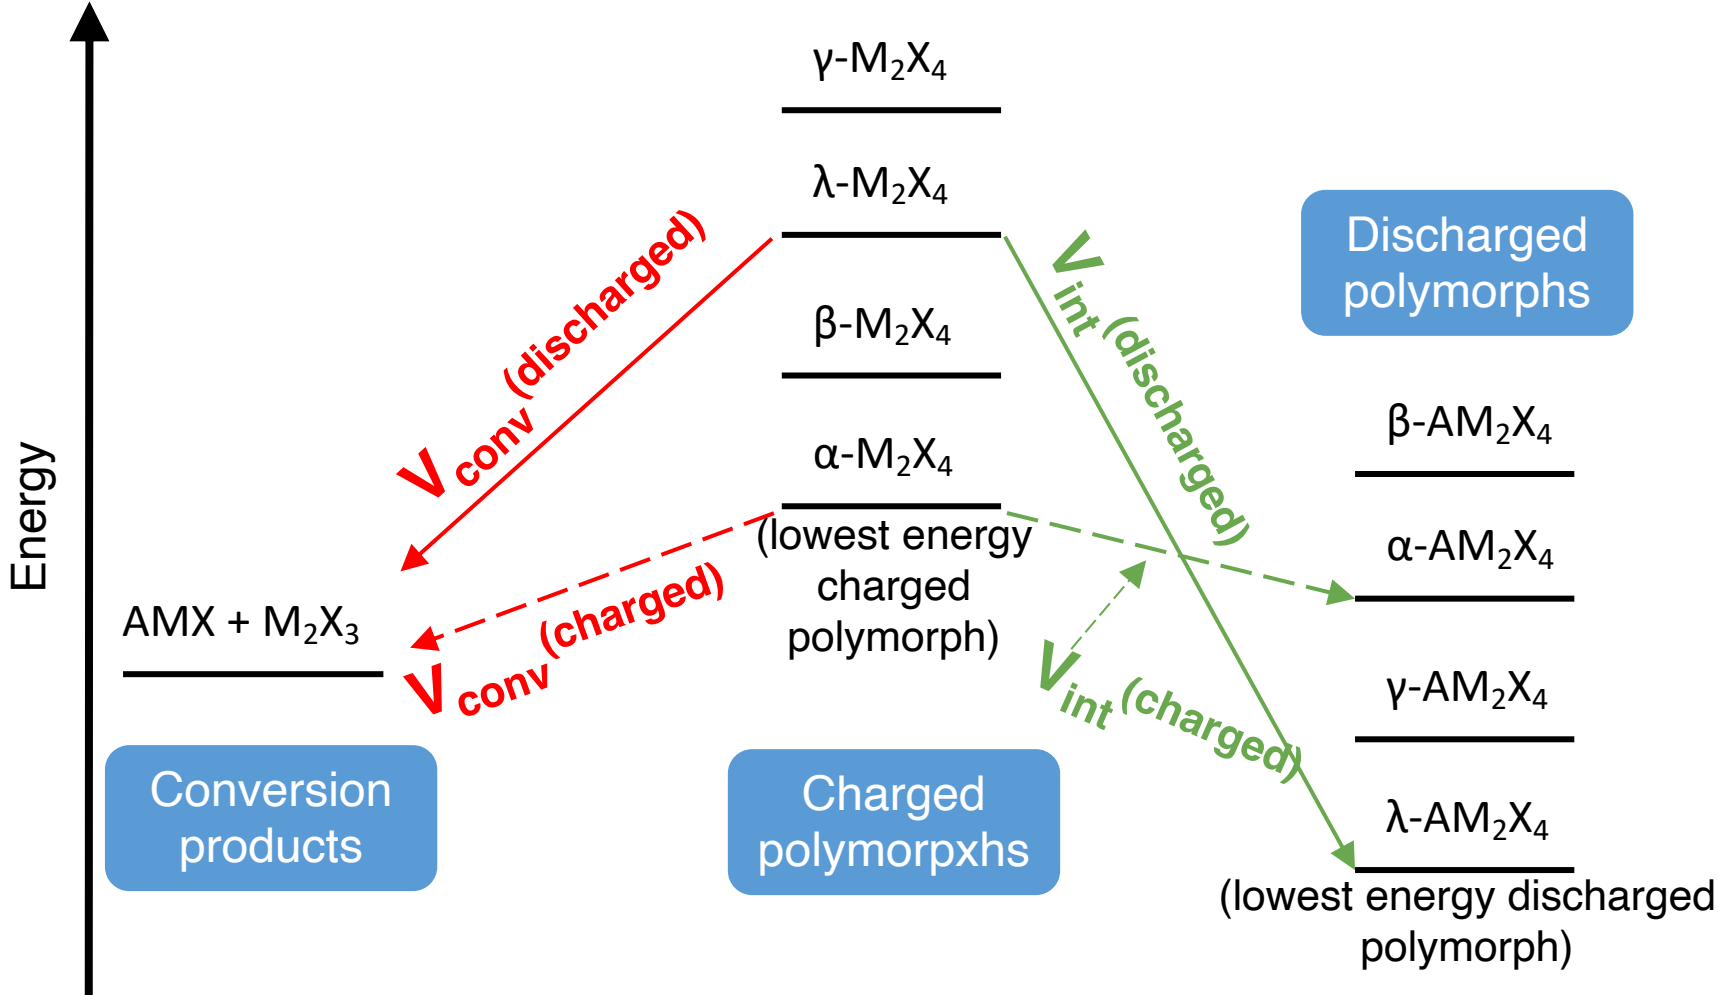 Energy
γ-M₂X₄
λ-M₂X₄
β-M₂X₄
α-M₂X₄
(lowest energy
charged
polymorph)
V conv (discharged)
V conv (charged)
AMX + M₂X₃
Conversion
products
Charged
polymorpxhs
V int (discharged)
V int (charged)
Discharged
polymorphs
β-AM₂X₄
α-AM₂X₄
γ-AM₂X₄
λ-AM₂X₄
(lowest energy discharged
polymorph)